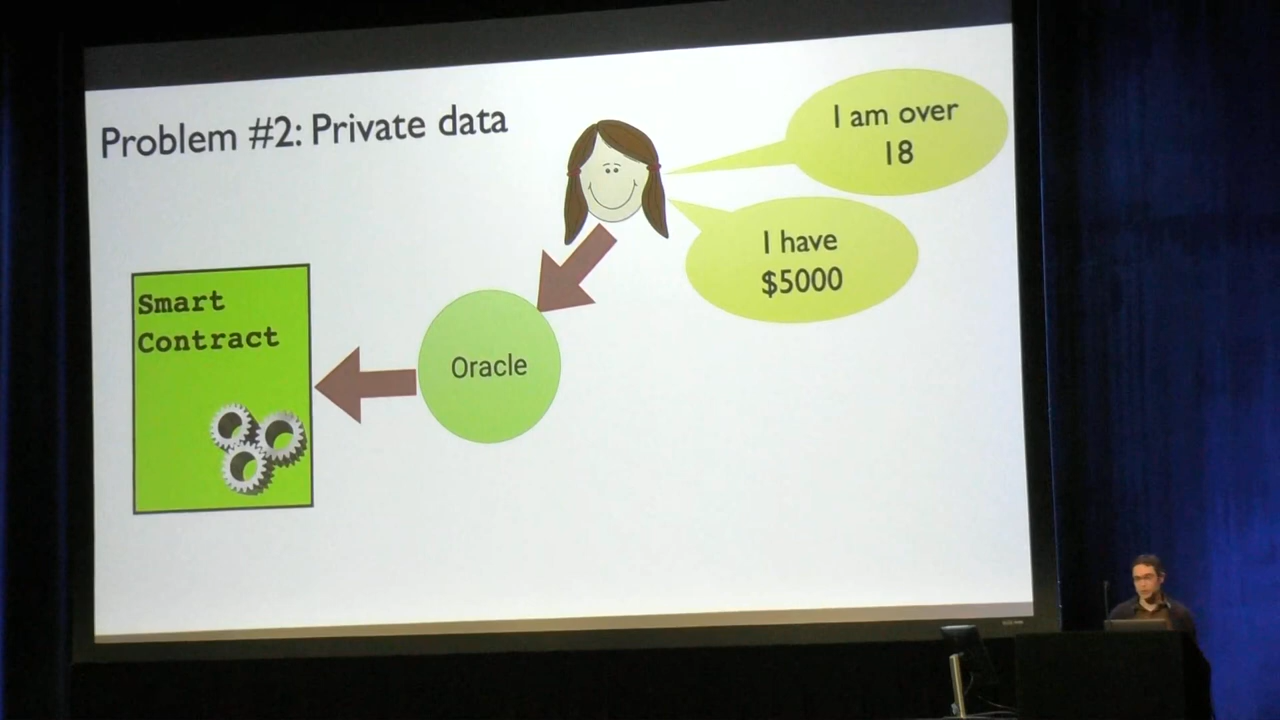 Problem #2: Private data
I am over
18
I have
$5000
Smart
Contract
Oracle